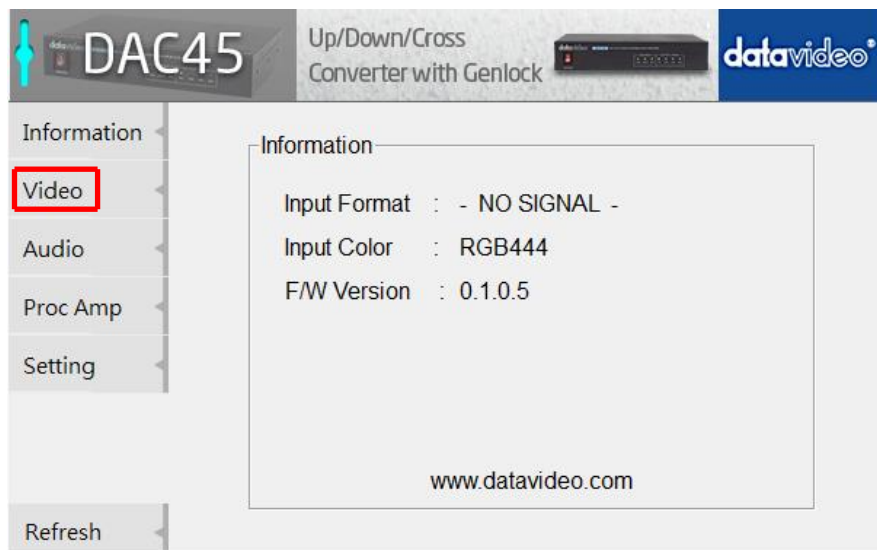 DAC45
Up/Down/Cross
Converter with Genlock
datavideo®
Information
Video
Audio
Proc Amp
Setting
Refresh
Information
Input Format : - NO SIGNAL -
Input Color : RGB444
F/W Version : 0.1.0.5
www.datavideo.com